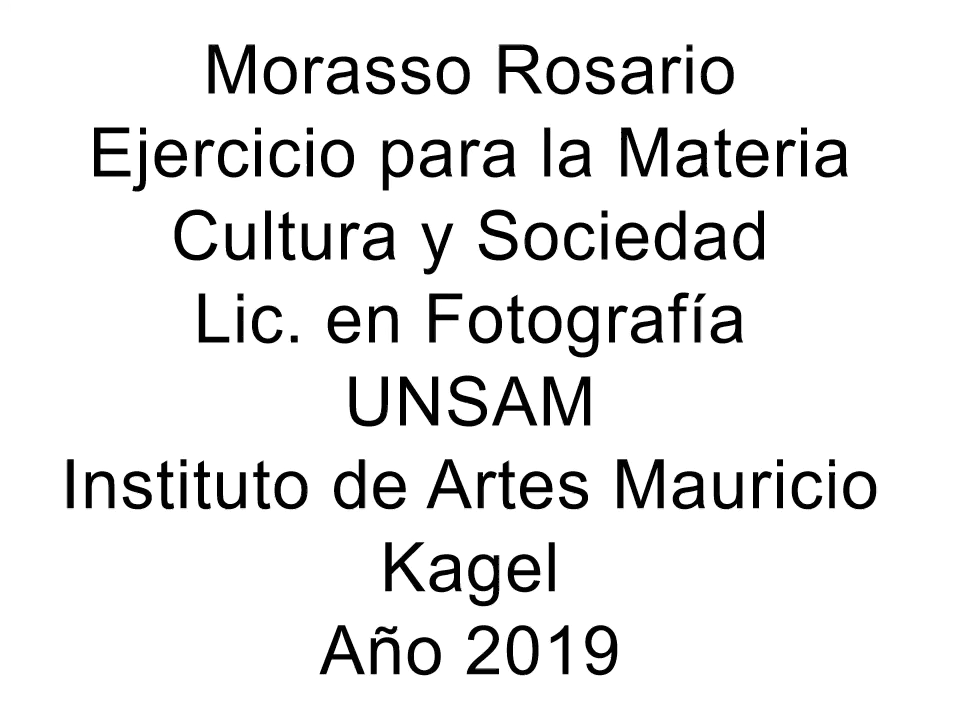 Morasso Rosario
Ejercicio para la Materia
Cultura y Sociedad
Lic. en Fotografía
UNSAM
Instituto de Artes Mauricio
Kagel
Año 2019